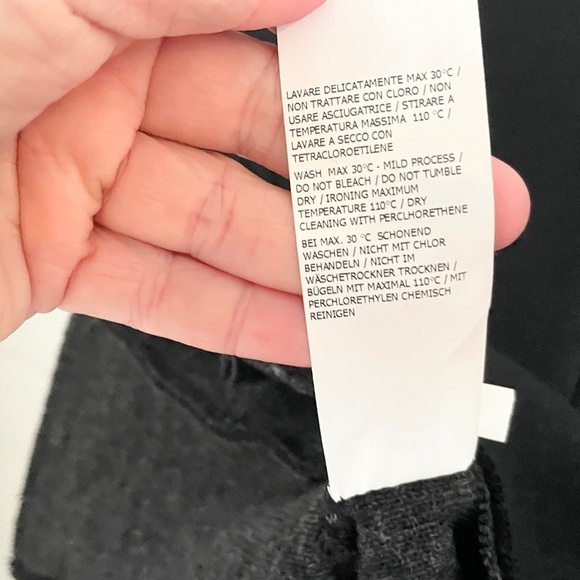 LAVARE DELICATAMENTE MAX 30°C /
NON TRATTARE CON CLORO / NON
USARE ASCIUGATRICE / STIRARE A
TEMPERATURA MASSIMA 110 °C /
LAVARE A SECCO CON
TETRACLOROETILENE
WASH MAX 30°C - MILD PROCESS /
DO NOT BLEACH / DO NOT TUMBLE
DRY / IRONING MAXIMUM
TEMPERATURE 110°C / DRY
CLEANING WITH PERCLHORETHENE
BEI MAX. 30 °C SCHONEND
WASCHEN / NICHT MIT CHLOR
BEHANDELN / NICHT IM
WÄSCHETROCKNER TROCKNEN /
BÜGELN MIT MAXIMAL 110°C / MIT
PERCHLORETHYLEN CHEMISCH
REINIGEN